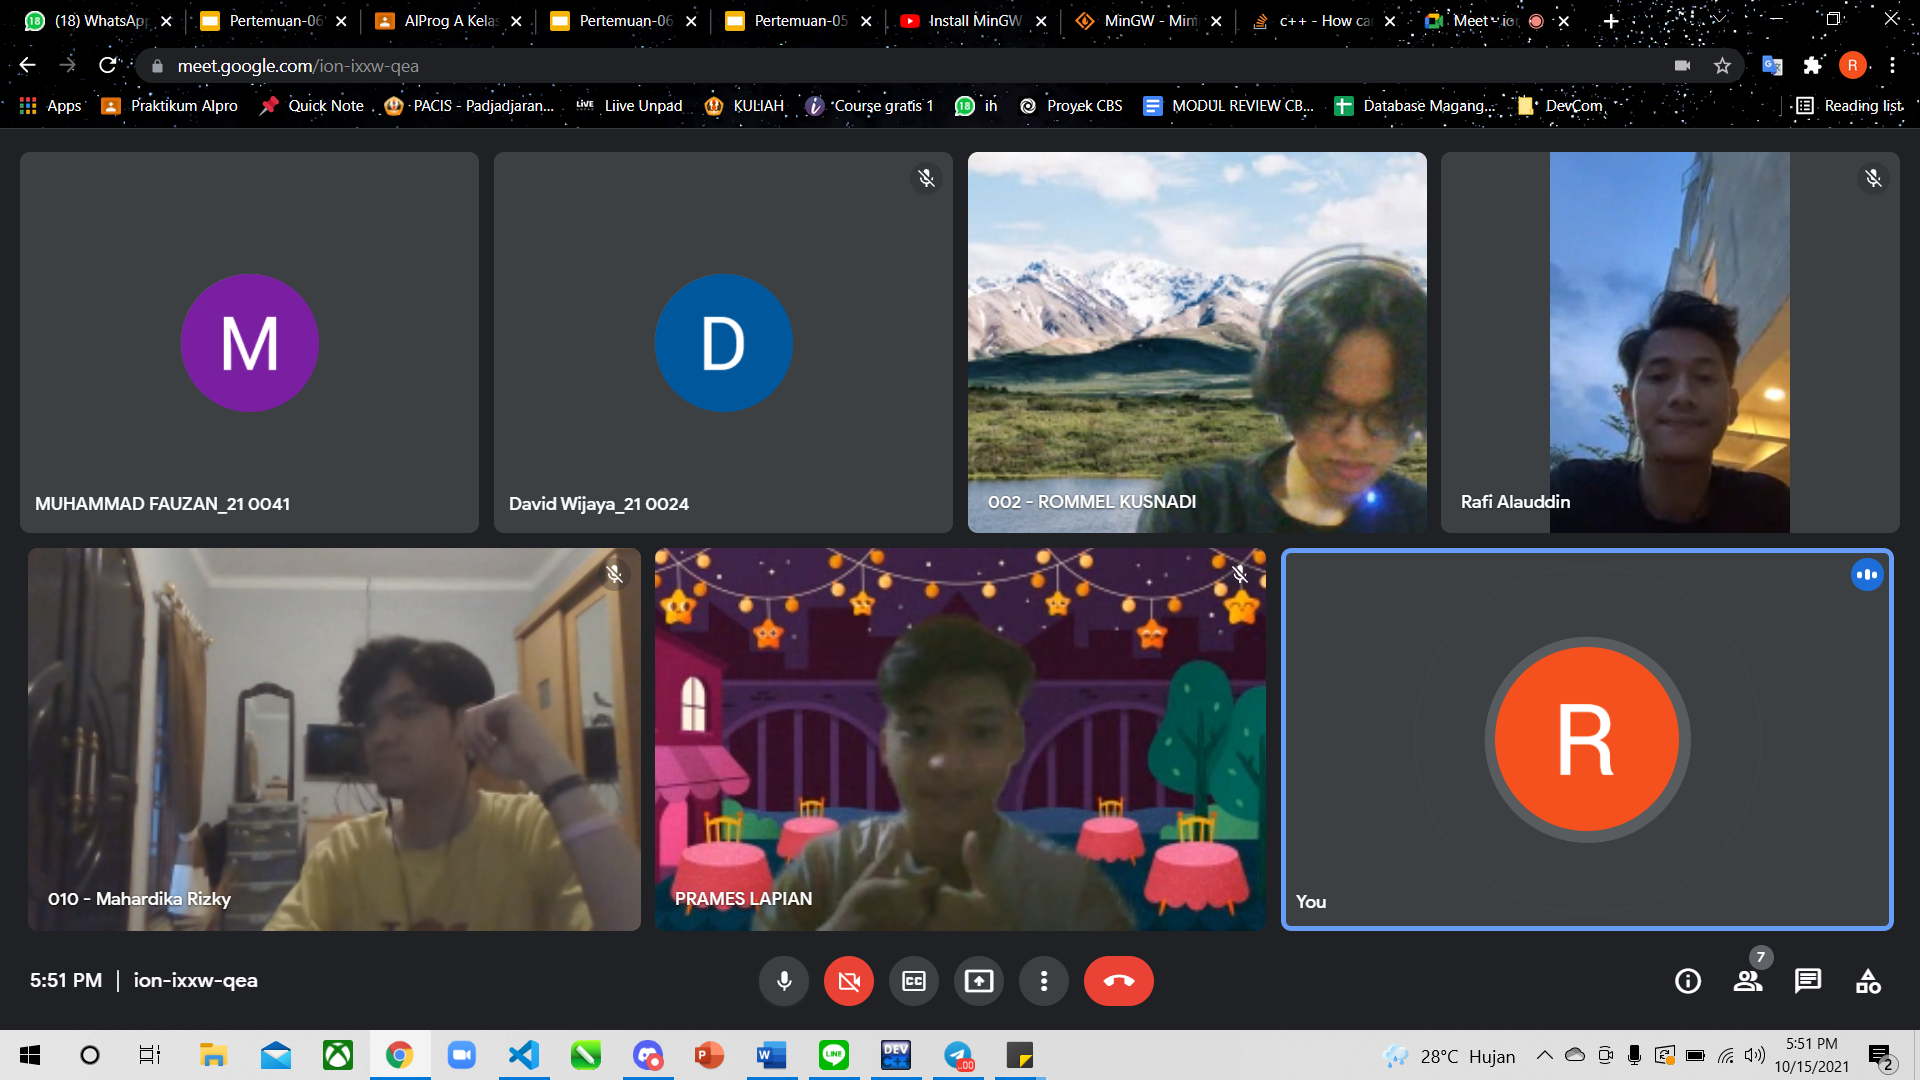 (18) WhatsAp
Pertemuan-06
AlProg A Kelas
Pertemuan-06
Pertemuan-05
Install MinGW
MinGW - Mini
c++ - How ca
Meet - io
meet.google.com/ion-ixxw-qea
R
Apps
Praktikum Alpro
Quick Note
PACIS - Padjadjaran...
Liive Unpad
KULIAH
Course gratis 1
ih
Proyek CBS
MODUL REVIEW CB...
Database Magang...
DevCom
Reading list
M
MUHAMMAD FAUZAN_21 0041
D
David Wijaya_21 0024
002 - ROMMEL KUSNADI
Rafi Alauddin
010 - Mahardika Rizky
PRAMES LAPIAN
R
You
5:51 PM | ion-ixxw-qea
CC
7
28°C Hujan
5:51 PM
10/15/2021
2